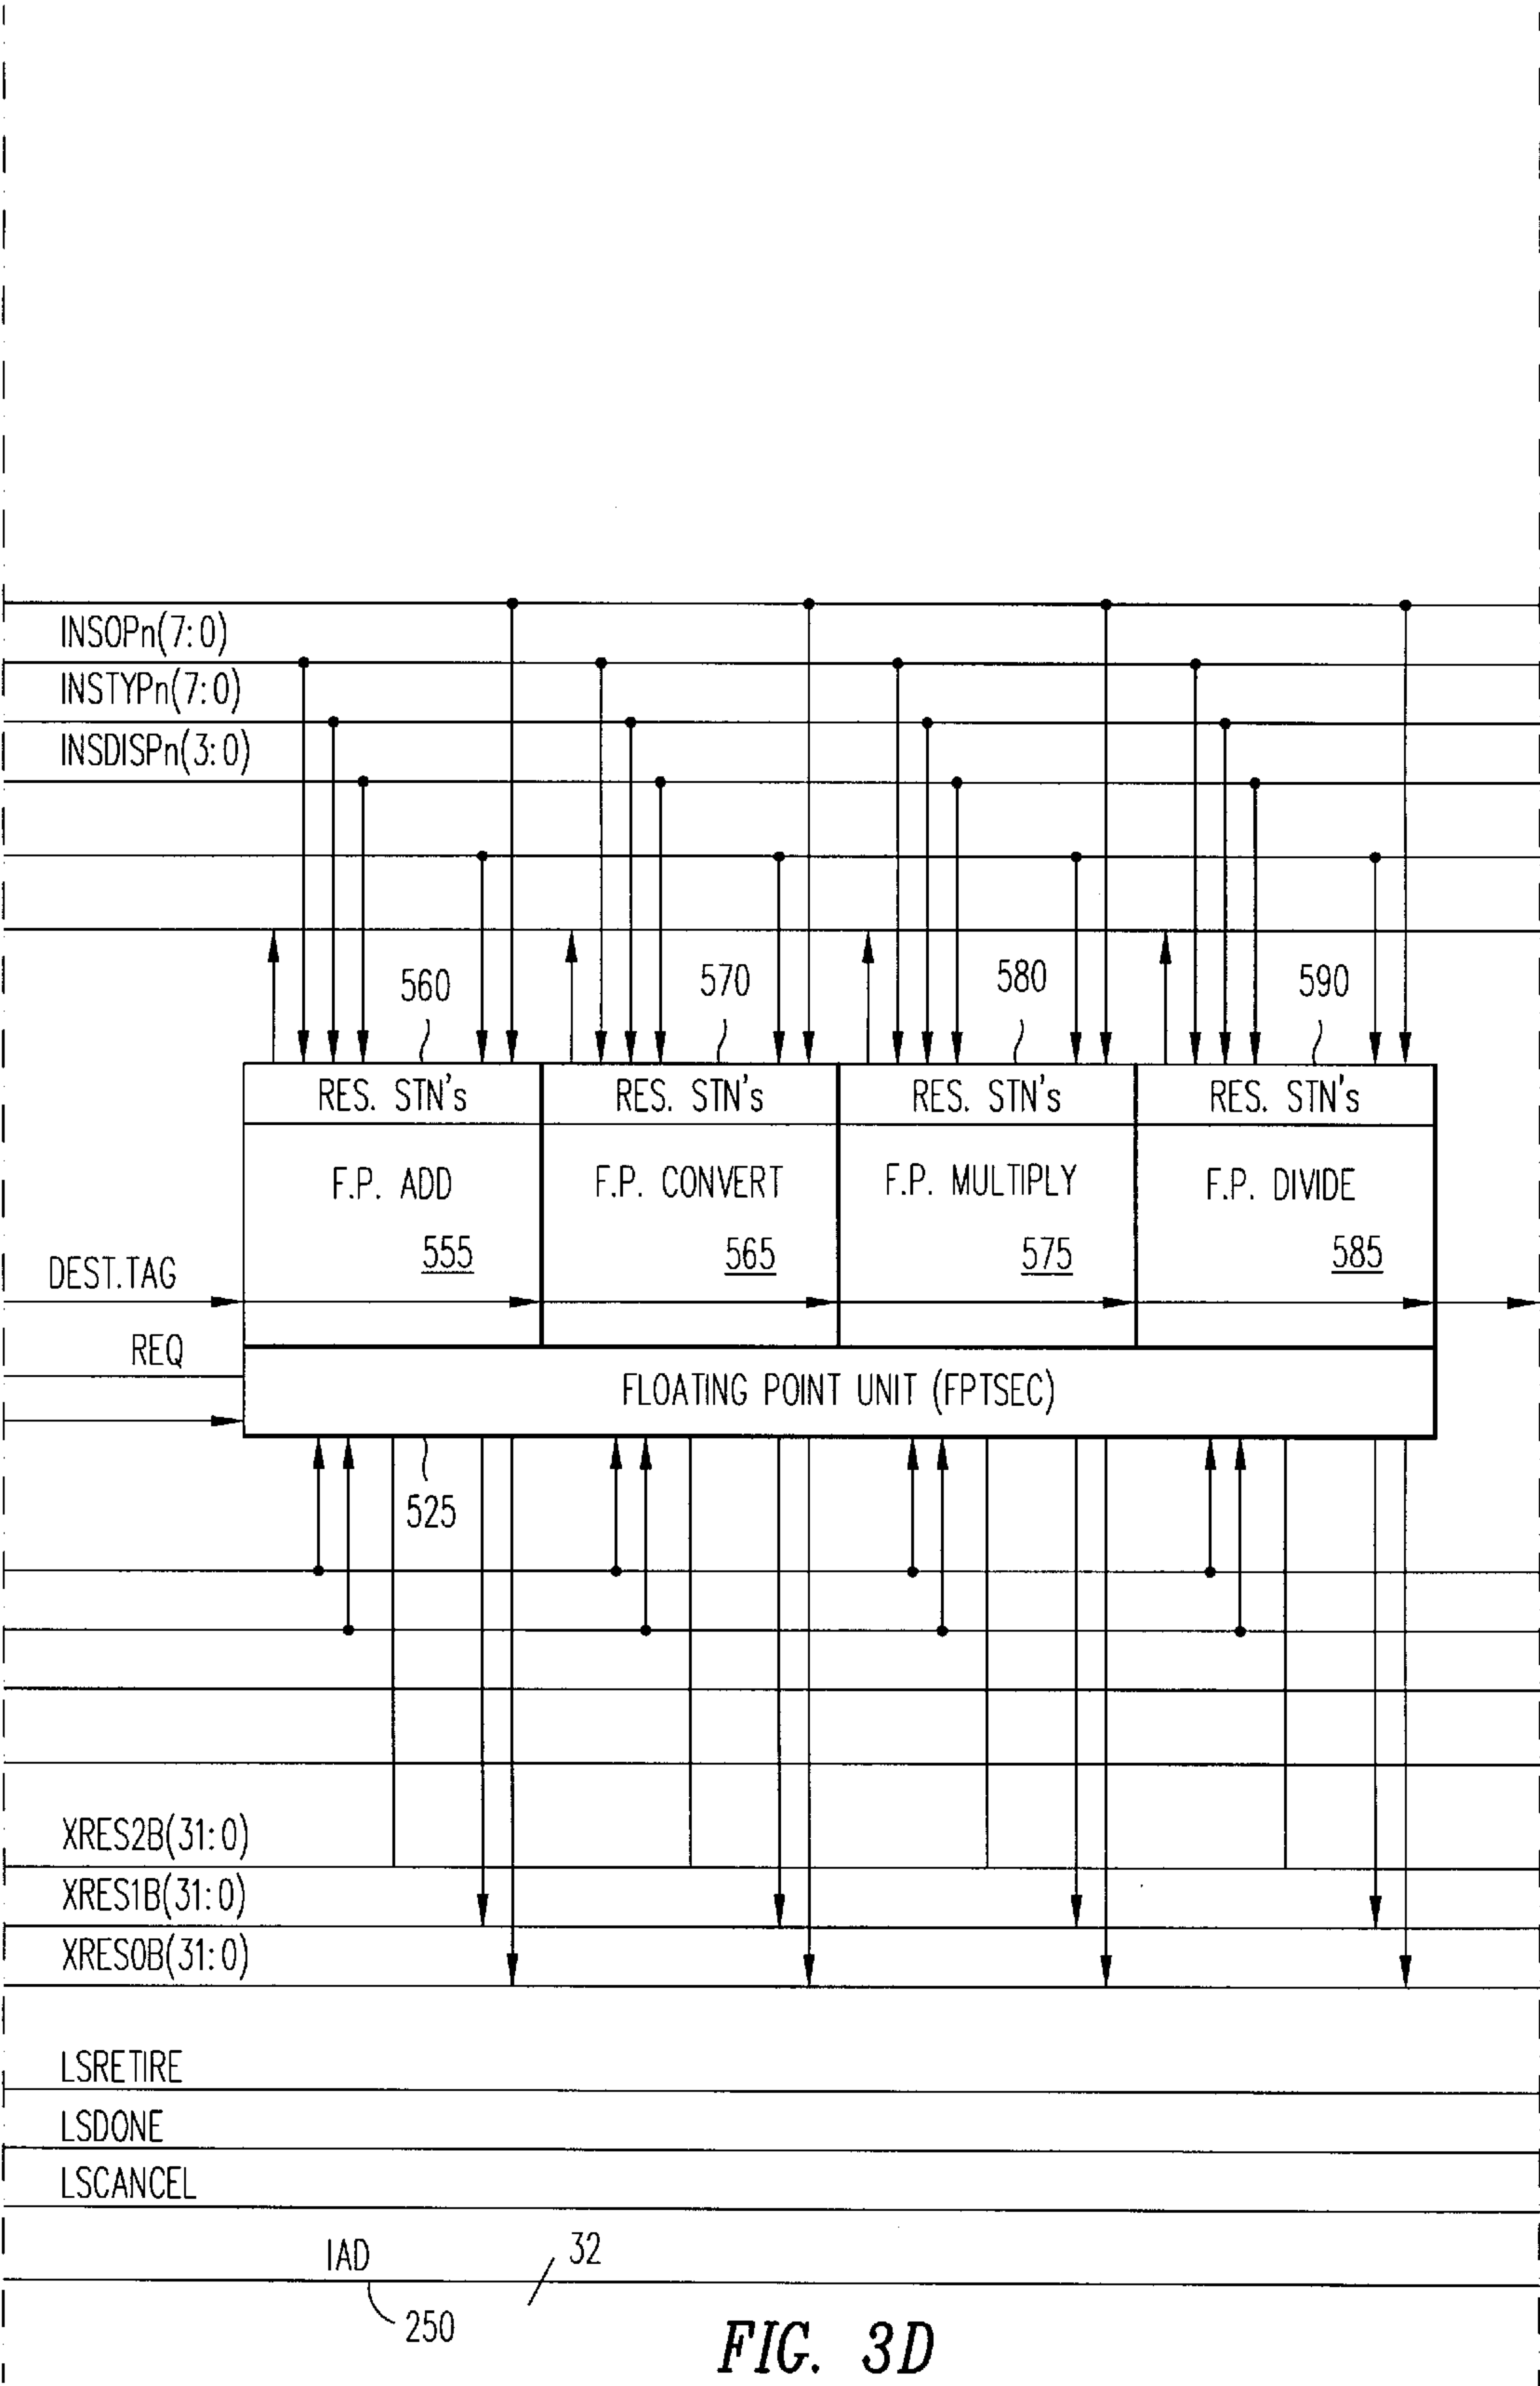 INSOPn(7:0)
INSTYPn(7:0)
INSDISPn(3:0)
560
570
580
590
RES. STN's
RES. STN's
RES. STN's
RES. STN's
F.P. ADD
F.P. CONVERT
F.P. MULTIPLY
F.P. DIVIDE
555
565
575
585
DEST.TAG
REQ
FLOATING POINT UNIT (FPTSEC)
525
XRES2B(31:0)
XRES1B(31:0)
XRES0B(31:0)
LSRETIRE
LSDONE
LSCANCEL
IAD
32
250
FIG. 3D